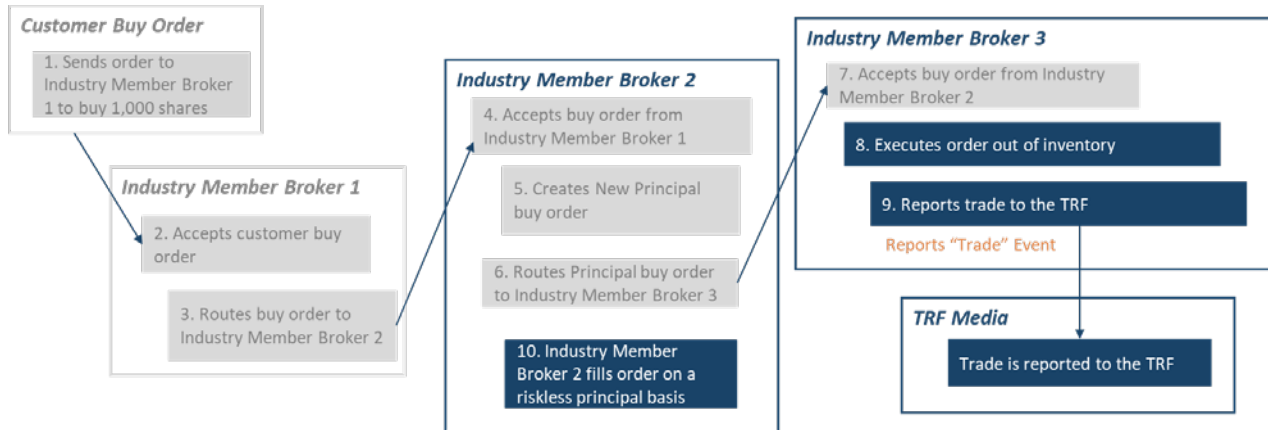 Customer Buy Order
1. Sends order to
Industry Member Broker
1 to buy 1,000 shares
Industry Member Broker 1
2. Accepts customer buy
order
3. Routes buy order to
Industry Member Broker 2
Industry Member Broker 2
4. Accepts buy order from
Industry Member Broker 1
5. Creates New Principal
buy order
6. Routes Principal buy order
to Industry Member Broker 3
10. Industry Member
Broker 2 fills order on a
riskless principal basis
Industry Member Broker 3
7. Accepts buy order from Industry
Member Broker 2
8. Executes order out of inventory
9. Reports trade to the TRF
Reports “Trade” Event
TRF Media
Trade is reported to the TRF